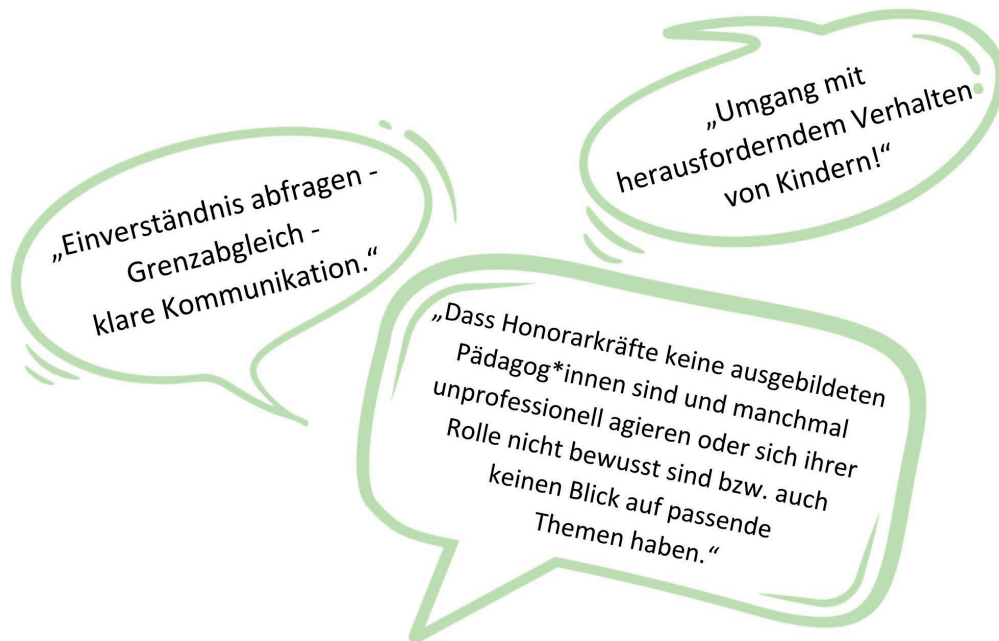 „Einverständnis abfragen -
Grenzabgleich -
klare Kommunikation.“
„Umgang mit
herausforderndem Verhalten
von Kindern!“
„Dass Honorarkräfte keine ausgebildeten
Pädagog*innen sind und manchmal
unprofessionell agieren oder sich ihrer
Rolle nicht bewusst sind bzw. auch
keinen Blick auf passende
Themen haben.“